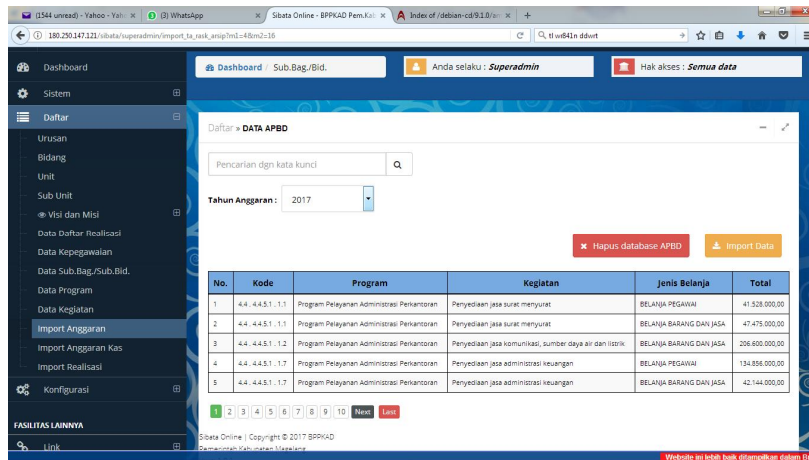 (1544 unread) - Yahoo - Yah
(3) WhatsApp
Sibata Online - BPPKAD Pem.Kab
Index of /debian-cd/9.1.0/
180.250.147.121/sibata/superadmin/import_ta_rask_arsip?m1=4&m2=16
tl wr841n ddwrt
Dashboard
Dashboard / Sub.Bag./Bid.
Anda selaku : Superadmin
Hak akses : Semua data
Sistem
Daftar
Urusan
Bidang
Unit
Sub Unit
Visi dan Misi
Data Daftar Realisasi
Data Kepegawaian
Data Sub.Bag./Sub.Bid.
Data Program
Data Kegiatan
Import Anggaran
Import Anggaran Kas
Import Realisasi
Konfigurasi
FASILITAS LAINNYA
Link
Daftar » DATA APBD
Pencarian dgn kata kunci
Tahun Anggaran : 2017
Hapus database APBD
Import Data
No. Kode Program Kegiatan Jenis Belanja Total
1 4.4 . 4.4.5.1 . 1.1 Program Pelayanan Administrasi Perkantoran Penyediaan jasa surat menyurat BELANJA PEGAWAI 41.528.000,00
2 4.4 . 4.4.5.1 . 1.1 Program Pelayanan Administrasi Perkantoran Penyediaan jasa surat menyurat BELANJA BARANG DAN JASA 47.475.000,00
3 4.4 . 4.4.5.1 . 1.2 Program Pelayanan Administrasi Perkantoran Penyediaan jasa komunikasi, sumber daya air dan listrik BELANJA BARANG DAN JASA 206.600.000,00
4 4.4 . 4.4.5.1 . 1.7 Program Pelayanan Administrasi Perkantoran Penyediaan jasa administrasi keuangan BELANJA PEGAWAI 134.856.000,00
5 4.4 . 4.4.5.1 . 1.7 Program Pelayanan Administrasi Perkantoran Penyediaan jasa administrasi keuangan BELANJA BARANG DAN JASA 42.144.000,00
1 2 3 4 5 6 7 8 9 10 Next Last
Sibata Online | Copyright © 2017 BPPKAD
Pemerintah Kabupaten Magelang
Website ini lebih baik ditampilkan dalam